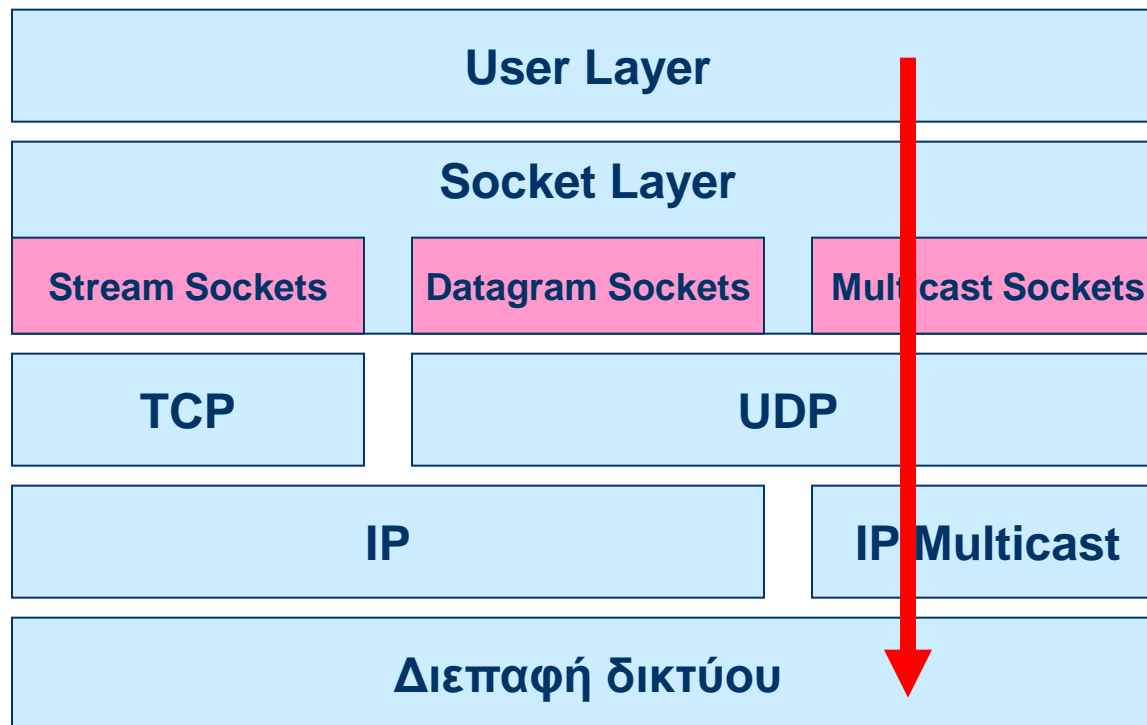 User Layer
Socket Layer
Stream Sockets
Datagram Sockets
Multicast Sockets
TCP
UDP
IP
IP Multicast
Διεπαφή δικτύου